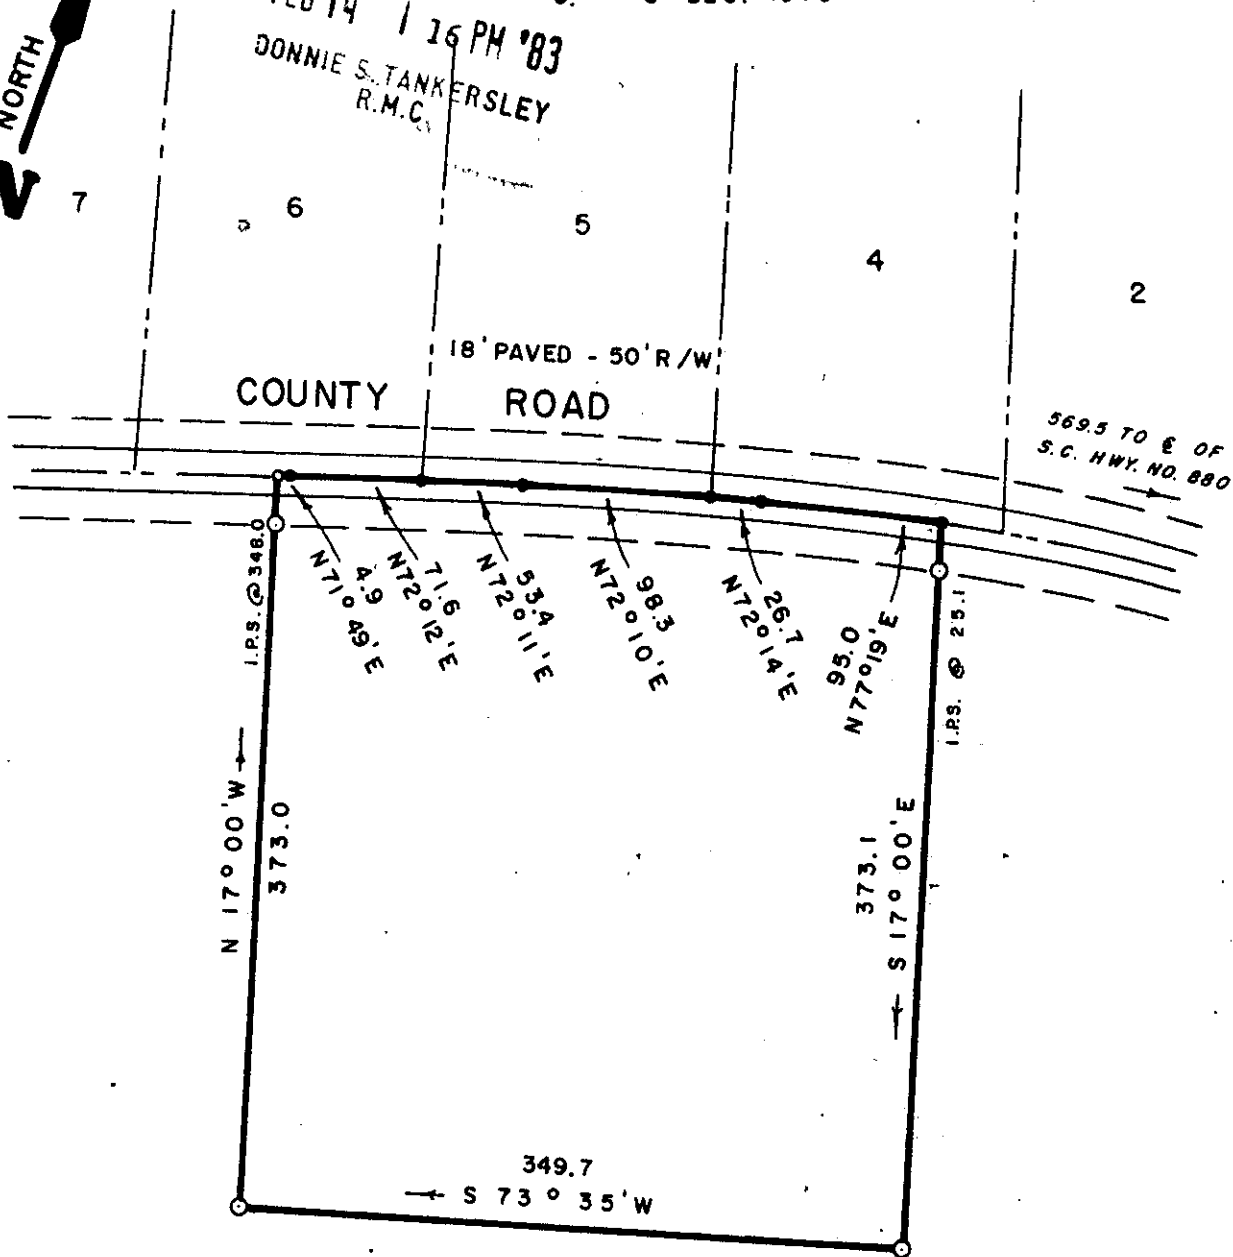 14 1 16 PM '83
DONNIE S. TANKERSLEY
R.M.C.
NORTH
7
6
5
4
2
18' PAVED - 50' R/W
COUNTY ROAD
569.5 TO ℄ OF
S.C. HWY. NO. 880
I.P.S. @ 348.0
4.9
N71°49'E
71.6
N72°12'E
53.4
N72°11'E
98.3
N72°10'E
26.7
N72°14'E
95.0
N77°19'E
I.P.S. @ 25.1
N 17° 00' W
373.0
373.1
S 17° 00' E
349.7
S 73° 35' W